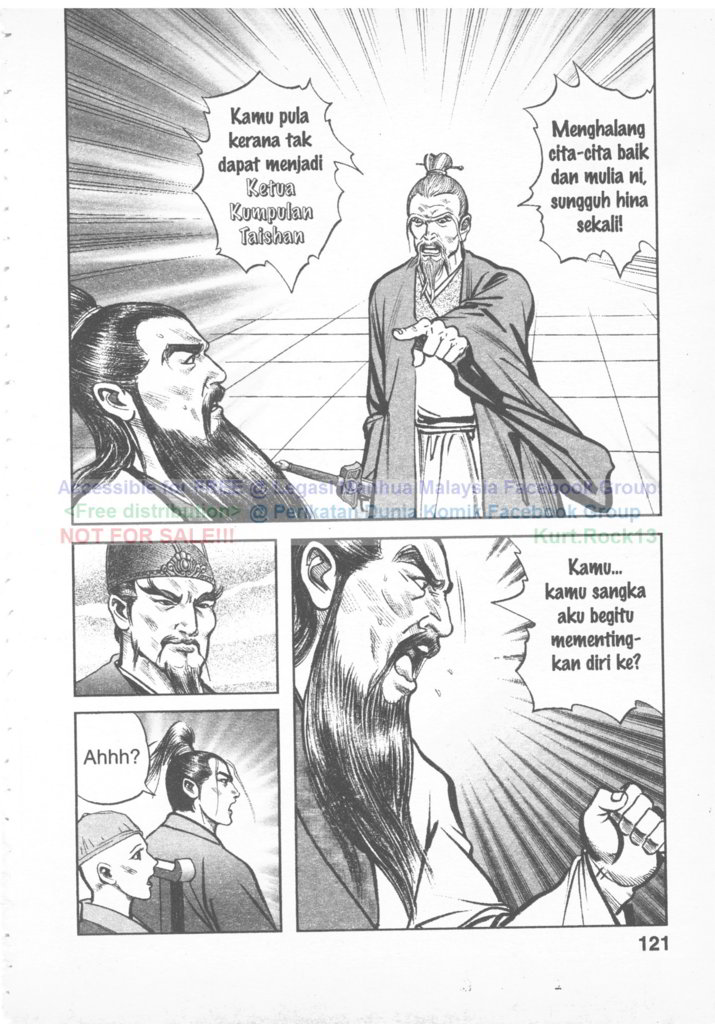 Kamu pula
kerana tak
dapat menjadi
Ketua
Kumpulan
Taishan
Menghalang
cita-cita baik
dan mulia ni,
sungguh hina
sekali!
Accessible for FREE @ Legasi Manhua Malaysia Facebook Group!
<Free distribution> @ Perikatan Dunia Komik Facebook Group
NOT FOR SALE!!!
Kurt.Rock13
Kamu...
kamu sangka
aku begitu
mementing-
kan diri ke?
Ahhh?
121